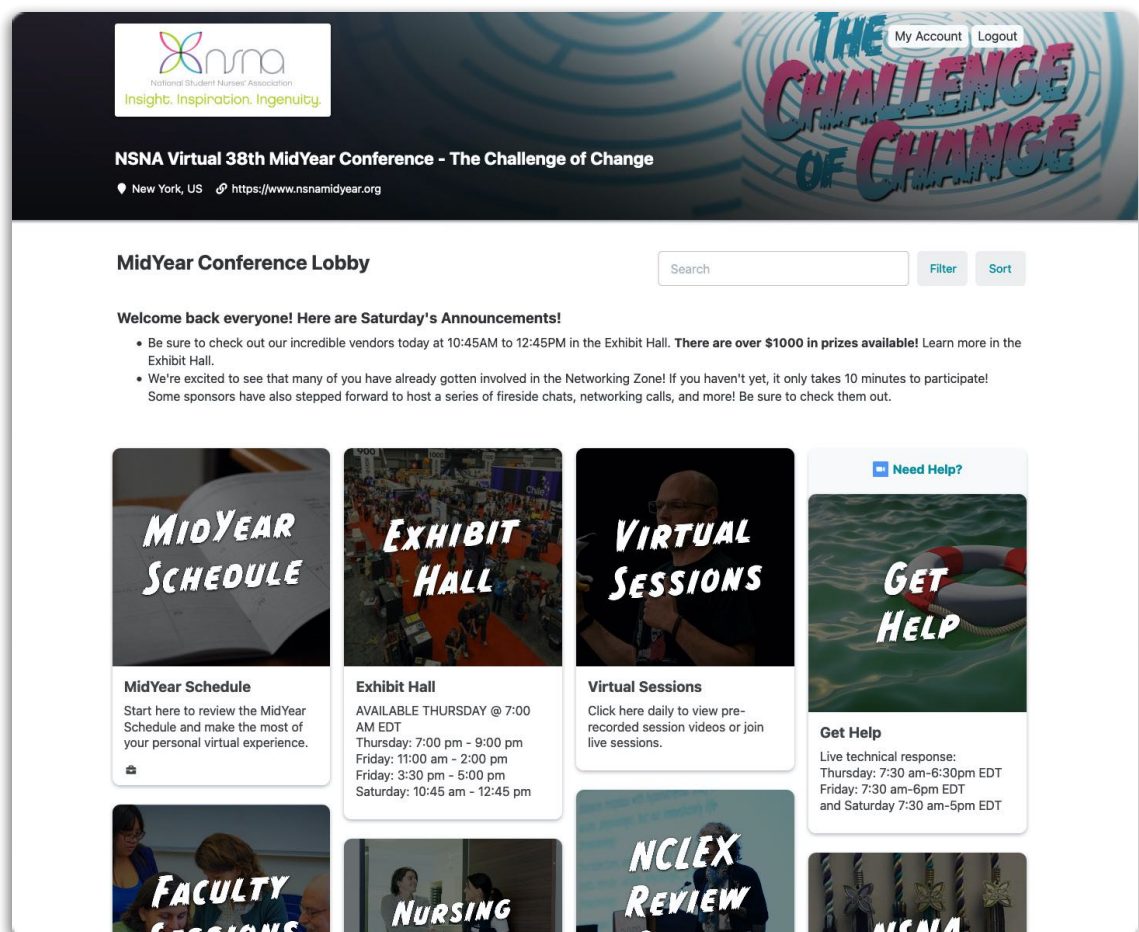 nsna
National Student Nurses' Association
Insight. Inspiration. Ingenuity.
THE
CHALLENGE
OF CHANGE
My Account Logout
NSNA Virtual 38th MidYear Conference - The Challenge of Change
New York, US https://www.nsnamidyear.org
MidYear Conference Lobby
Search
Filter
Sort
Welcome back everyone! Here are Saturday's Announcements!
• Be sure to check out our incredible vendors today at 10:45AM to 12:45PM in the Exhibit Hall. There are over $1000 in prizes available! Learn more in the
Exhibit Hall.
• We're excited to see that many of you have already gotten involved in the Networking Zone! If you haven't yet, it only takes 10 minutes to participate!
Some sponsors have also stepped forward to host a series of fireside chats, networking calls, and more! Be sure to check them out.
MIDYEAR
SCHEDULE
MidYear Schedule
Start here to review the MidYear
Schedule and make the most of
your personal virtual experience.
900
1000
Chile
EXHIBIT
HALL
Exhibit Hall
AVAILABLE THURSDAY @ 7:00
AM EDT
Thursday: 7:00 pm - 9:00 pm
Friday: 11:00 am - 2:00 pm
Friday: 3:30 pm - 5:00 pm
Saturday: 10:45 am - 12:45 pm
VIRTUAL
SESSIONS
Virtual Sessions
Click here daily to view pre-
recorded session videos or join
live sessions.
Need Help?
GET
HELP
Get Help
Live technical response:
Thursday: 7:30 am-6:30pm EDT
Friday: 7:30 am-6pm EDT
and Saturday 7:30 am-5pm EDT
FACULTY
SESSIONS
NURSING
NCLEX
REVIEW
NSNA